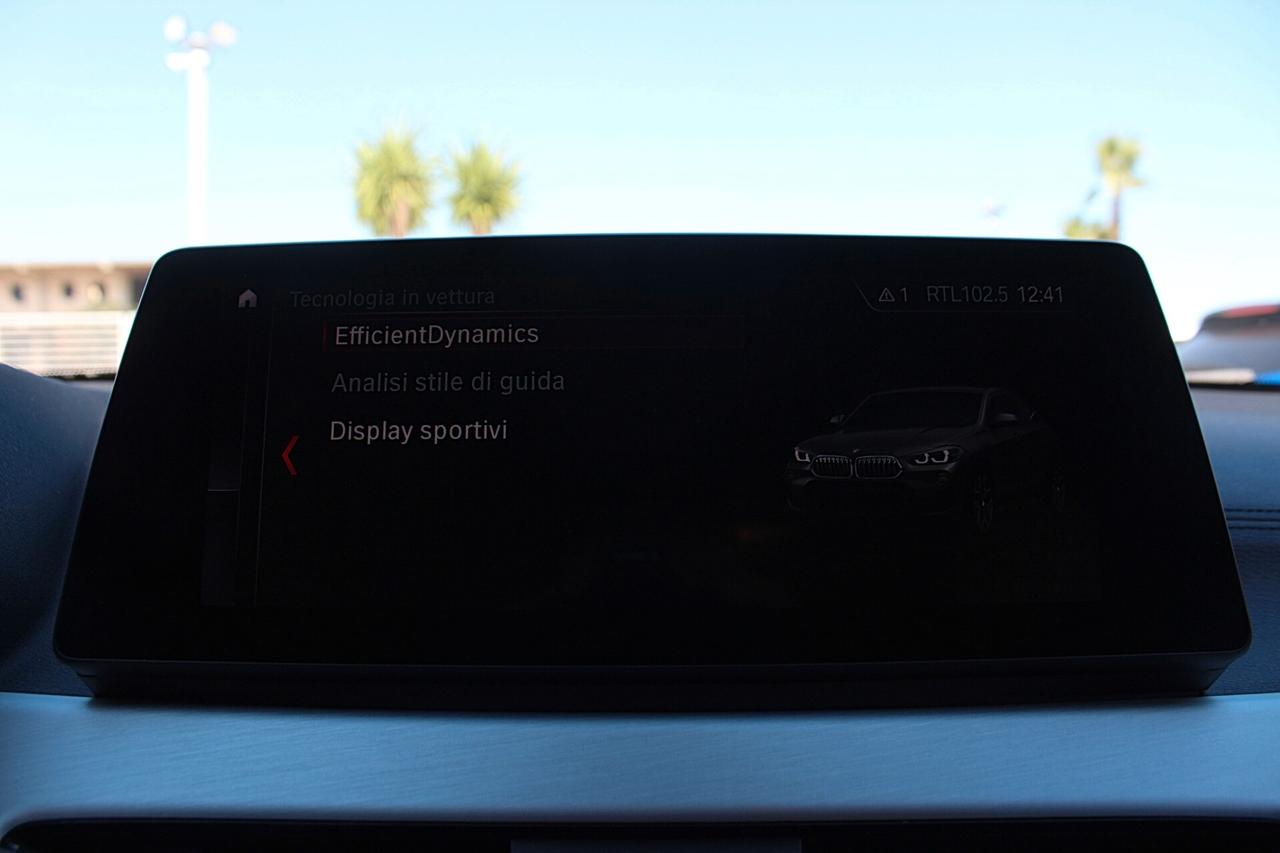 Tecnologia in vettura
1 RTL102.5 12:41
EfficientDynamics
Analisi stile di guida
Display sportivi